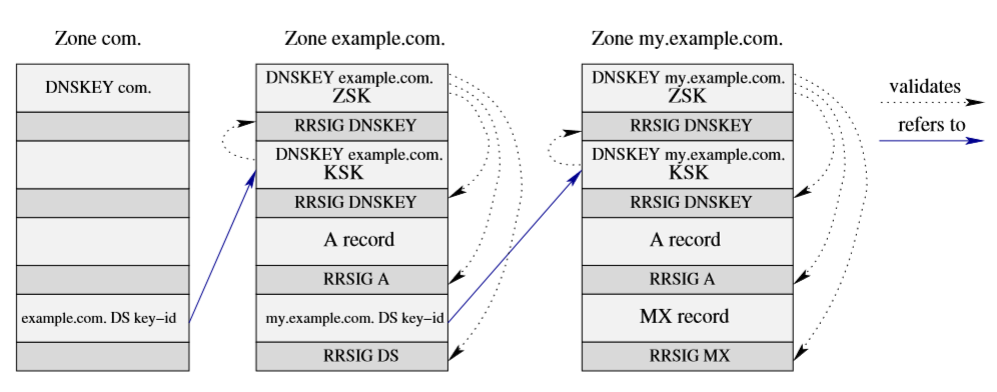 Zone com.
DNSKEY com.
example.com. DS key-id
Zone example.com.
DNSKEY example.com.
ZSK
RRSIG DNSKEY
DNSKEY example.com.
KSK
RRSIG DNSKEY
A record
RRSIG A
my.example.com. DS key-id
RRSIG DS
Zone my.example.com.
DNSKEY my.example.com.
ZSK
RRSIG DNSKEY
DNSKEY my.example.com.
KSK
RRSIG DNSKEY
A record
RRSIG A
MX record
RRSIG MX
validates
refers to